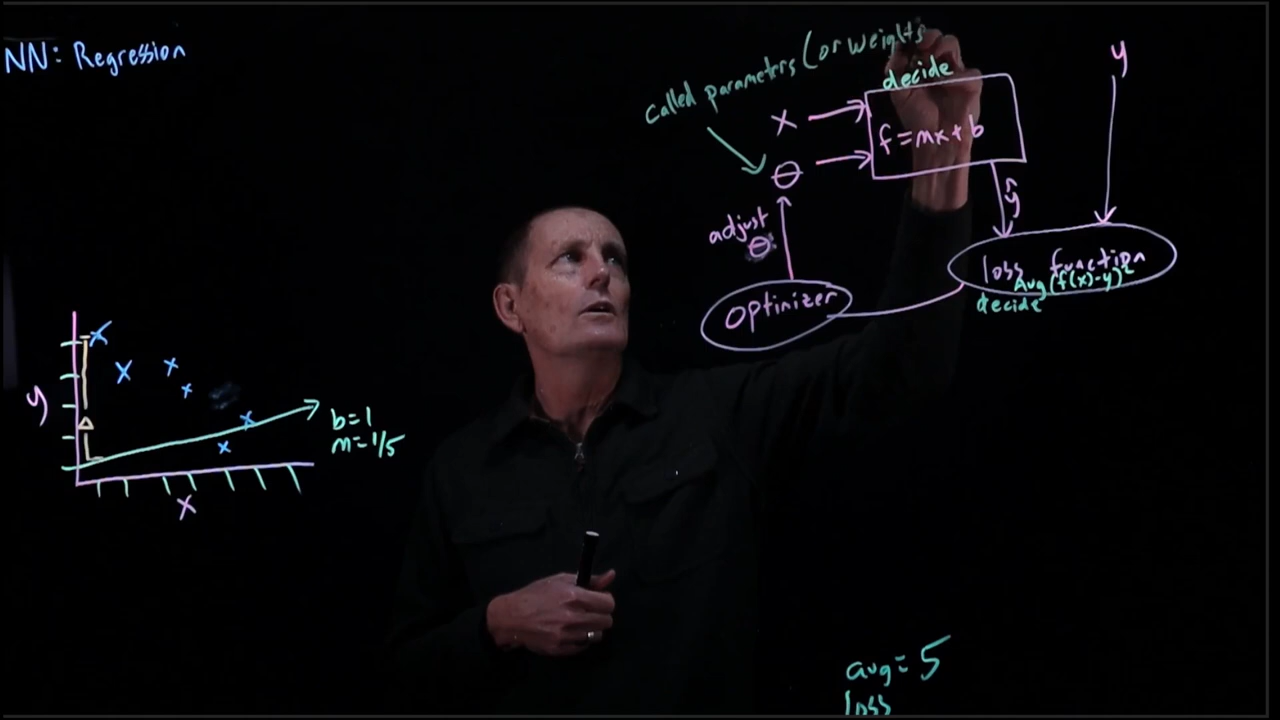 NN: Regression
called parameters (or weights
decide
y
x
f = mx + b
θ
ŷ
adjust
θ
loss function
Avg(f(x)-y)²
decide
optimizer
y
b=1
m=1/5
x
Δ
avg = 5
loss